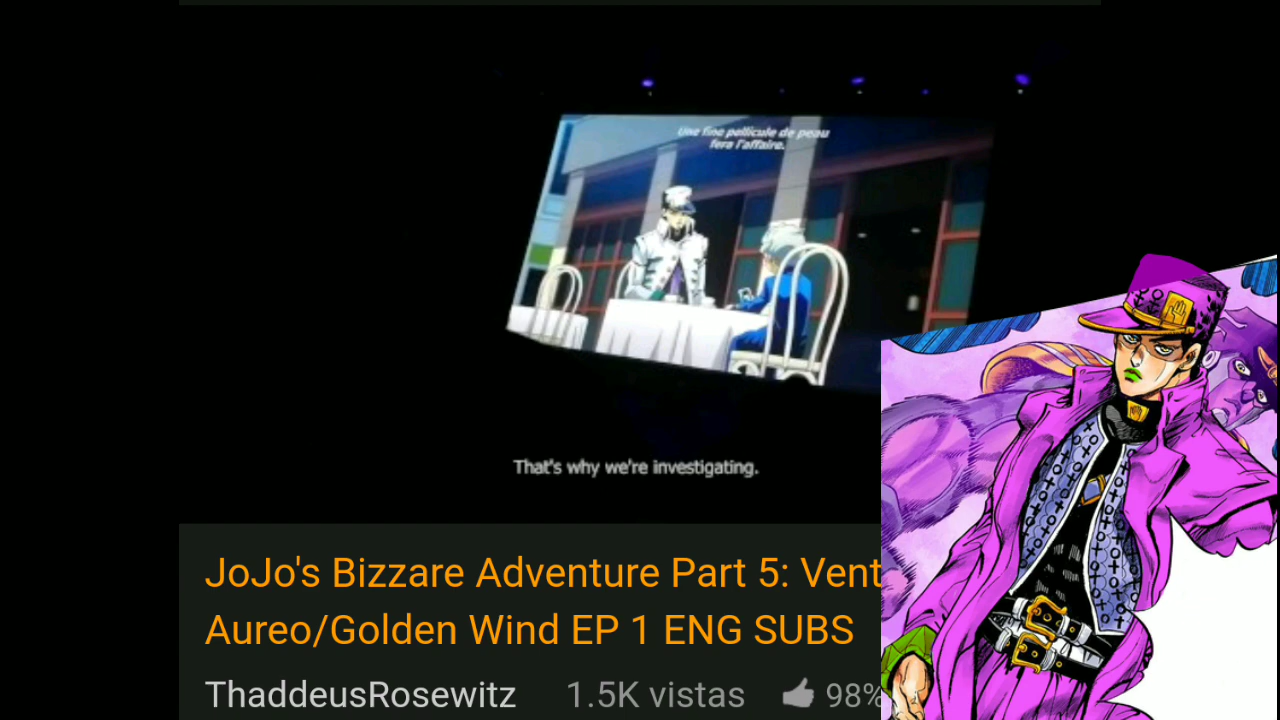 Une fine pellicule de peau
fera l'affaire.
That's why we're investigating.
JoJo's Bizzare Adventure Part 5: Vent
Aureo/Golden Wind EP 1 ENG SUBS
ThaddeusRosewitz 1.5K vistas 98%